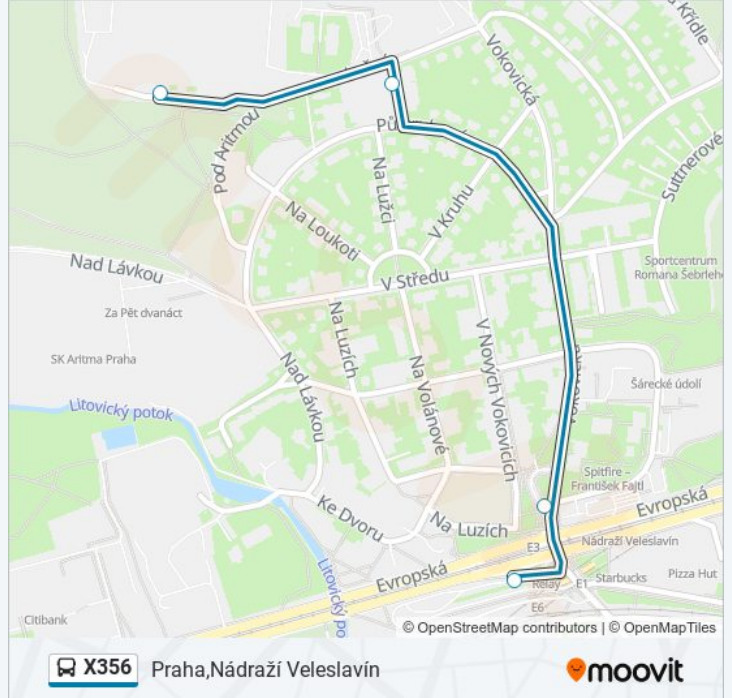 Křídle
Vokovická
Pod Aritmou
Na Lužci
V Kruhu
Suttnerové
Na Loukoti
Nad Lávkou
V Středu
Sportcentrum
Romana Šebrleh
Za Pět dvanáct
Na Luzích
V Nových Vokovicích
SK Aritma Praha
Nad Lávkou
Na Volánové
Šárecké údolí
Litovický potok
Spitfire –
František Fajtl
Evropská
Ke Dvoru
Na Luzích
E3
Nádraží Veleslavín
Evropská
Relay
E1
Starbucks
Pizza Hut
Litovický po
E6
Citibank
© OpenStreetMap contributors | © OpenMapTiles
X356 Praha,Nádraží Veleslavín moovit